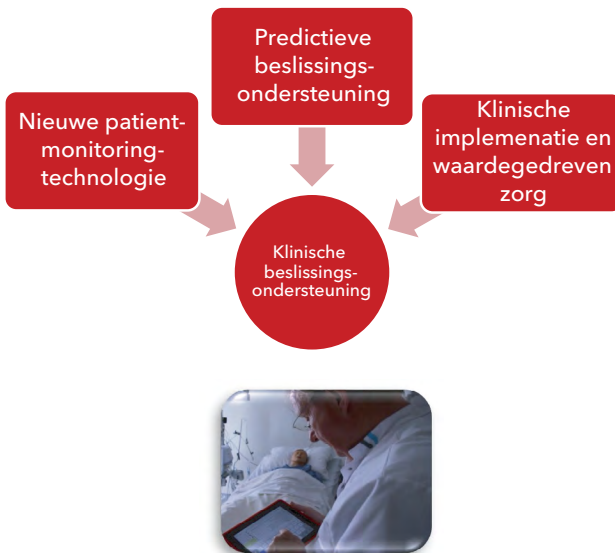 Predictieve
beslissings-
ondersteuning
Nieuwe patient-
monitoring-
technologie
Klinische
implemenatie en
waardegedreven
zorg
Klinische
beslissings-
ondersteuning